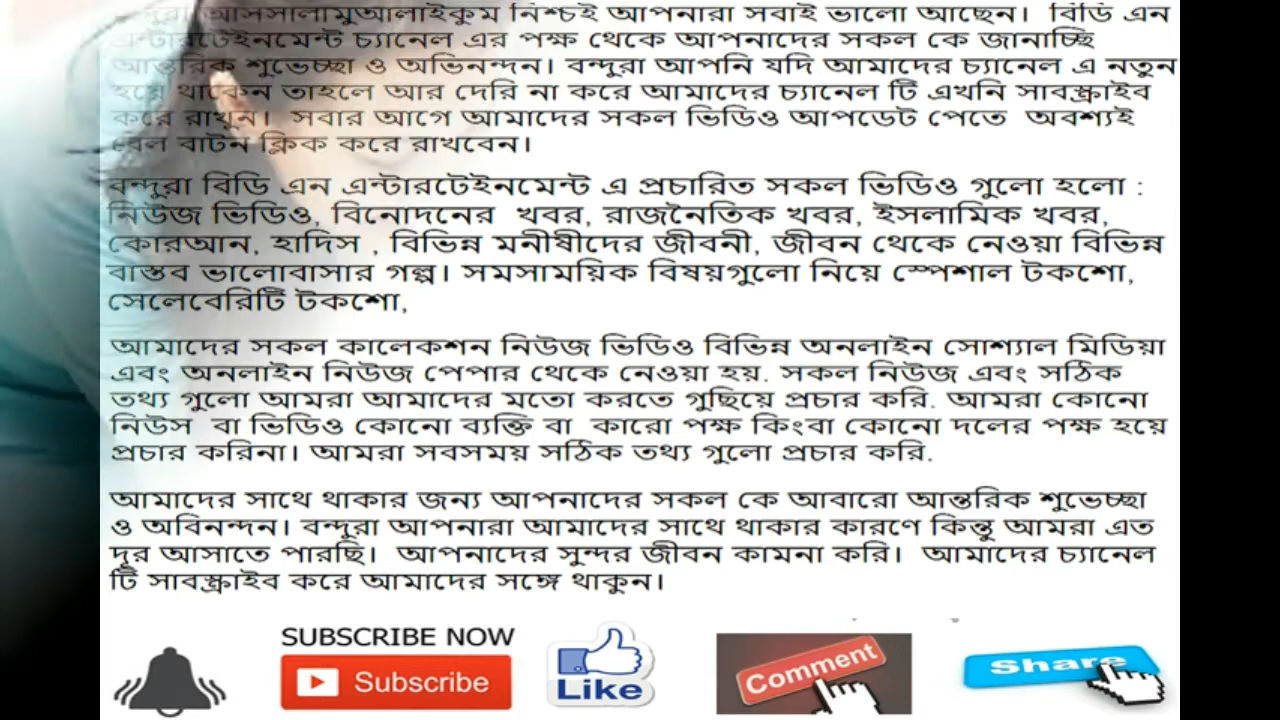 বন্দুরা আসসালামুআলাইকুম নিশ্চই আপনারা সবাই ভালো আছেন। বিডি এন
এন্টারটেইনমেন্ট চ্যানেল এর পক্ষ থেকে আপনাদের সকল কে জানাচ্ছি
আন্তরিক শুভেচ্ছা ও অভিনন্দন। বন্দুরা আপনি যদি আমাদের চ্যানেল এ নতুন
হয়ে থাকেন তাহলে আর দেরি না করে আমাদের চ্যানেল টি এখনি সাবস্ক্রাইব
করে রাখুন। সবার আগে আমাদের সকল ভিডিও আপডেট পেতে অবশ্যই
বেল বাটন ক্লিক করে রাখবেন।
বন্দুরা বিডি এন এন্টারটেইনমেন্ট এ প্রচারিত সকল ভিডিও গুলো হলো :
নিউজ ভিডিও, বিনোদনের খবর, রাজনৈতিক খবর, ইসলামিক খবর,
কোরআন, হাদিস , বিভিন্ন মনীষীদের জীবনী, জীবন থেকে নেওয়া বিভিন্ন
বাস্তব ভালোবাসার গল্প। সমসাময়িক বিষয়গুলো নিয়ে স্পেশাল টকশো,
সেলেবেরিটি টকশো,
আমাদের সকল কালেকশন নিউজ ভিডিও বিভিন্ন অনলাইন সোশ্যাল মিডিয়া
এবং অনলাইন নিউজ পেপার থেকে নেওয়া হয়. সকল নিউজ এবং সঠিক
তথ্য গুলো আমরা আমাদের মতো করতে গুছিয়ে প্রচার করি. আমরা কোনো
নিউস বা ভিডিও কোনো ব্যক্তি বা কারো পক্ষ কিংবা কোনো দলের পক্ষ হয়ে
প্রচার করিনা। আমরা সবসময় সঠিক তথ্য গুলো প্রচার করি.
আমাদের সাথে থাকার জন্য আপনাদের সকল কে আবারো আন্তরিক শুভেচ্ছা
ও অবিনন্দন। বন্দুরা আপনারা আমাদের সাথে থাকার কারণে কিন্তু আমরা এত
দূর আসাতে পারছি। আপনাদের সুন্দর জীবন কামনা করি। আমাদের চ্যানেল
টি সাবস্ক্রাইব করে আমাদের সঙ্গে থাকুন।
SUBSCRIBE NOW
Subscribe
Like
Comment
Share